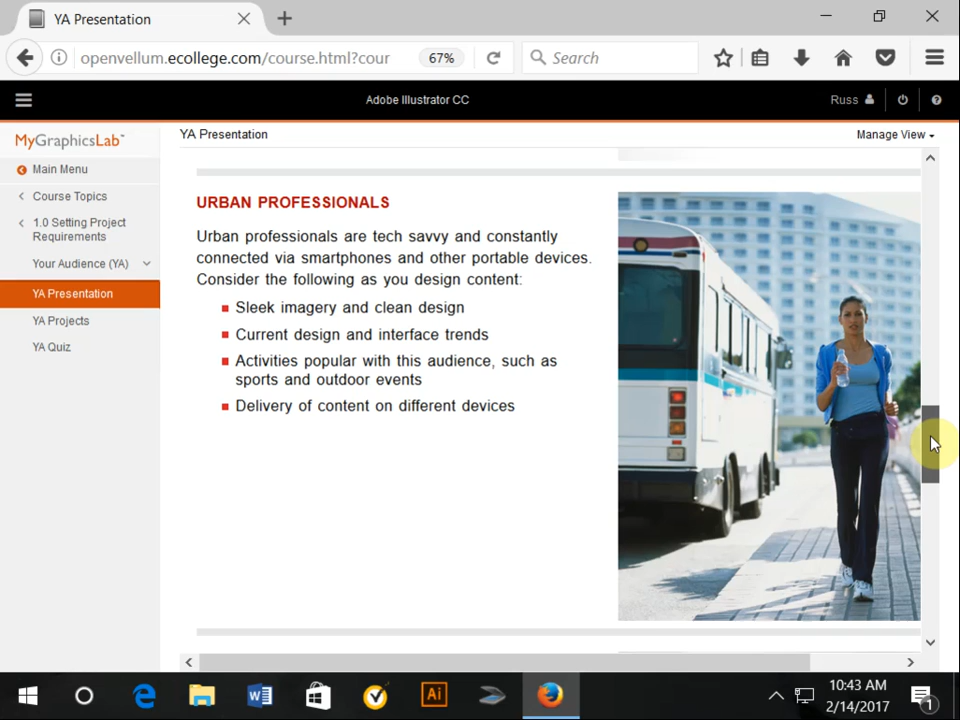 YA Presentation
openvellum.ecollege.com/course.html?cour
67%
Search
Adobe Illustrator CC
Russ
MyGraphicsLab
YA Presentation
Manage View
Main Menu
Course Topics
1.0 Setting Project
Requirements
Your Audience (YA)
YA Presentation
YA Projects
YA Quiz
URBAN PROFESSIONALS
Urban professionals are tech savvy and constantly
connected via smartphones and other portable devices.
Consider the following as you design content:
Sleek imagery and clean design
Current design and interface trends
Activities popular with this audience, such as
sports and outdoor events
Delivery of content on different devices
Ai
10:43 AM
2/14/2017
1